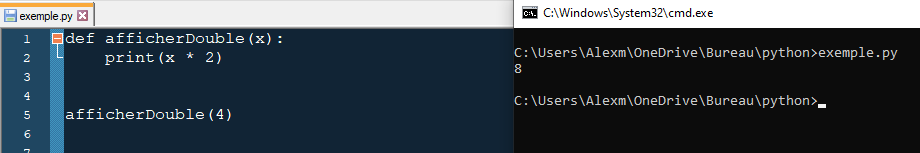 exemple.py
1 def afficherDouble(x):
2 print(x * 2)
3
4
5 afficherDouble(4)
6
C:\Windows\System32\cmd.exe
C:\Users\Alexm\OneDrive\Bureau\python>exemple.py
8
C:\Users\Alexm\OneDrive\Bureau\python>